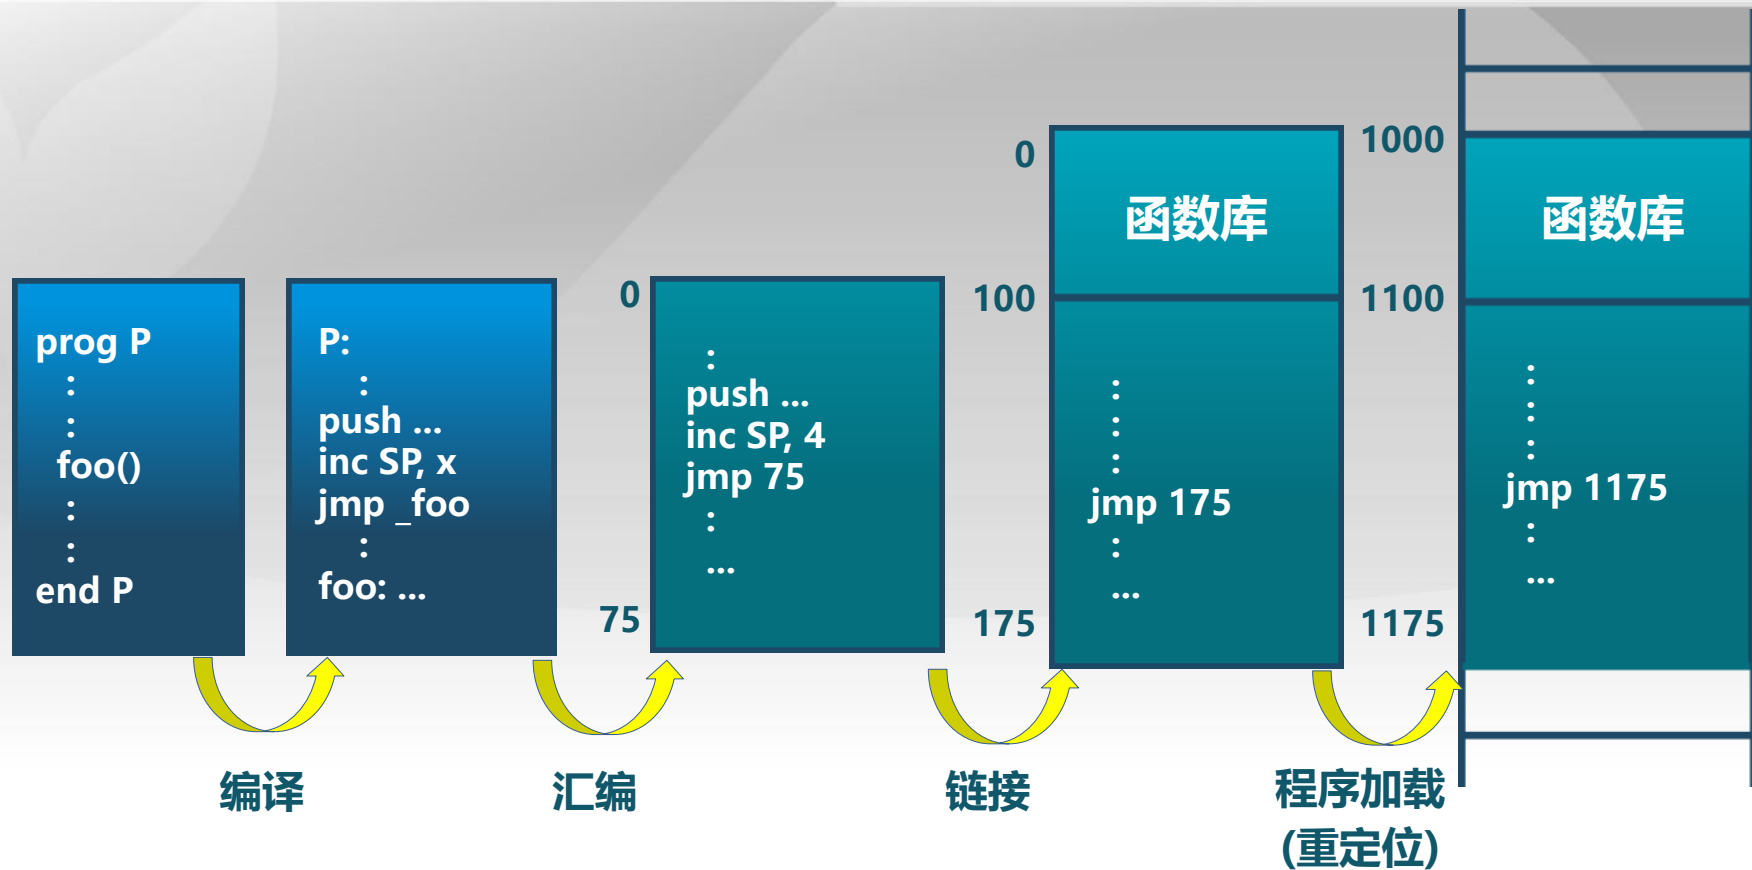 prog P
:
:
foo()
:
:
end P
P:
:
push ...
inc SP, x
jmp _foo
:
foo: ...
0
:
push ...
inc SP, 4
jmp 75
:
...
75
0
函数库
100
:
:
:
jmp 175
:
...
175
1000
函数库
1100
:
:
:
jmp 1175
:
...
1175
编译
汇编
链接
程序加载
(重定位)